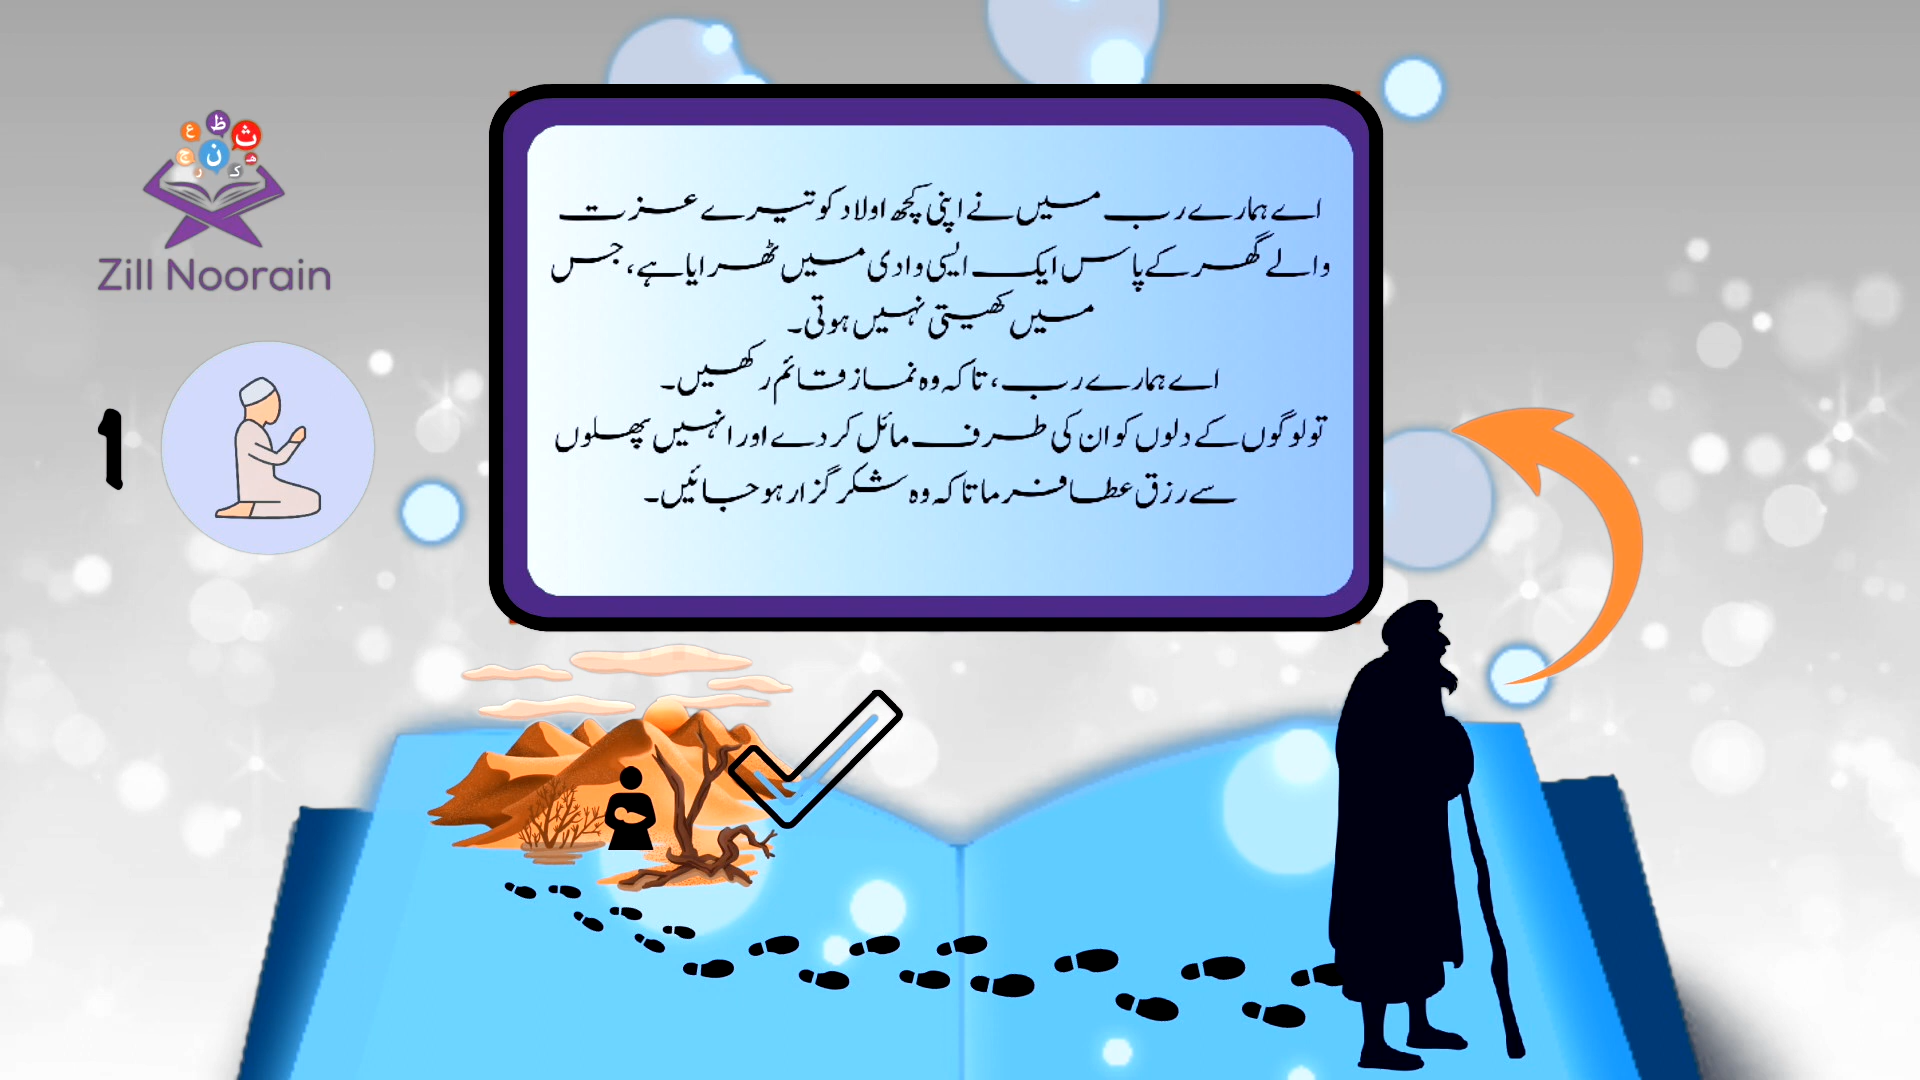 Zill Noorain
1
اے ہمارے رب میں نے اپنی کچھ اولاد کو تیرے عزت
والے گھر کے پاس ایک ایسی وادی میں ٹھرایا ہے، جس
میں کھیتی نہیں ہوتی۔
اے ہمارے رب، تاکہ وہ نماز قائم رکھیں۔
تو لوگوں کے دلوں کو ان کی طرف مائل کر دے اور انہیں پھلوں
سے رزق عطا فرما تاکہ وہ شکر گزار ہو جائیں۔